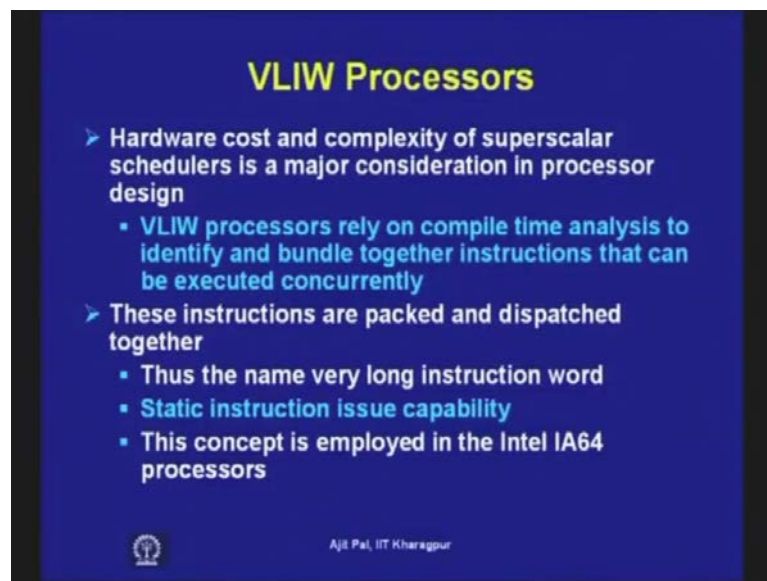 VLIW Processors
Hardware cost and complexity of superscalar
schedulers is a major consideration in processor
design
VLIW processors rely on compile time analysis to
identify and bundle together instructions that can
be executed concurrently
These instructions are packed and dispatched
together
Thus the name very long instruction word
Static instruction issue capability
This concept is employed in the Intel IA64
processors
Ajit Pal, IIT Kharagpur